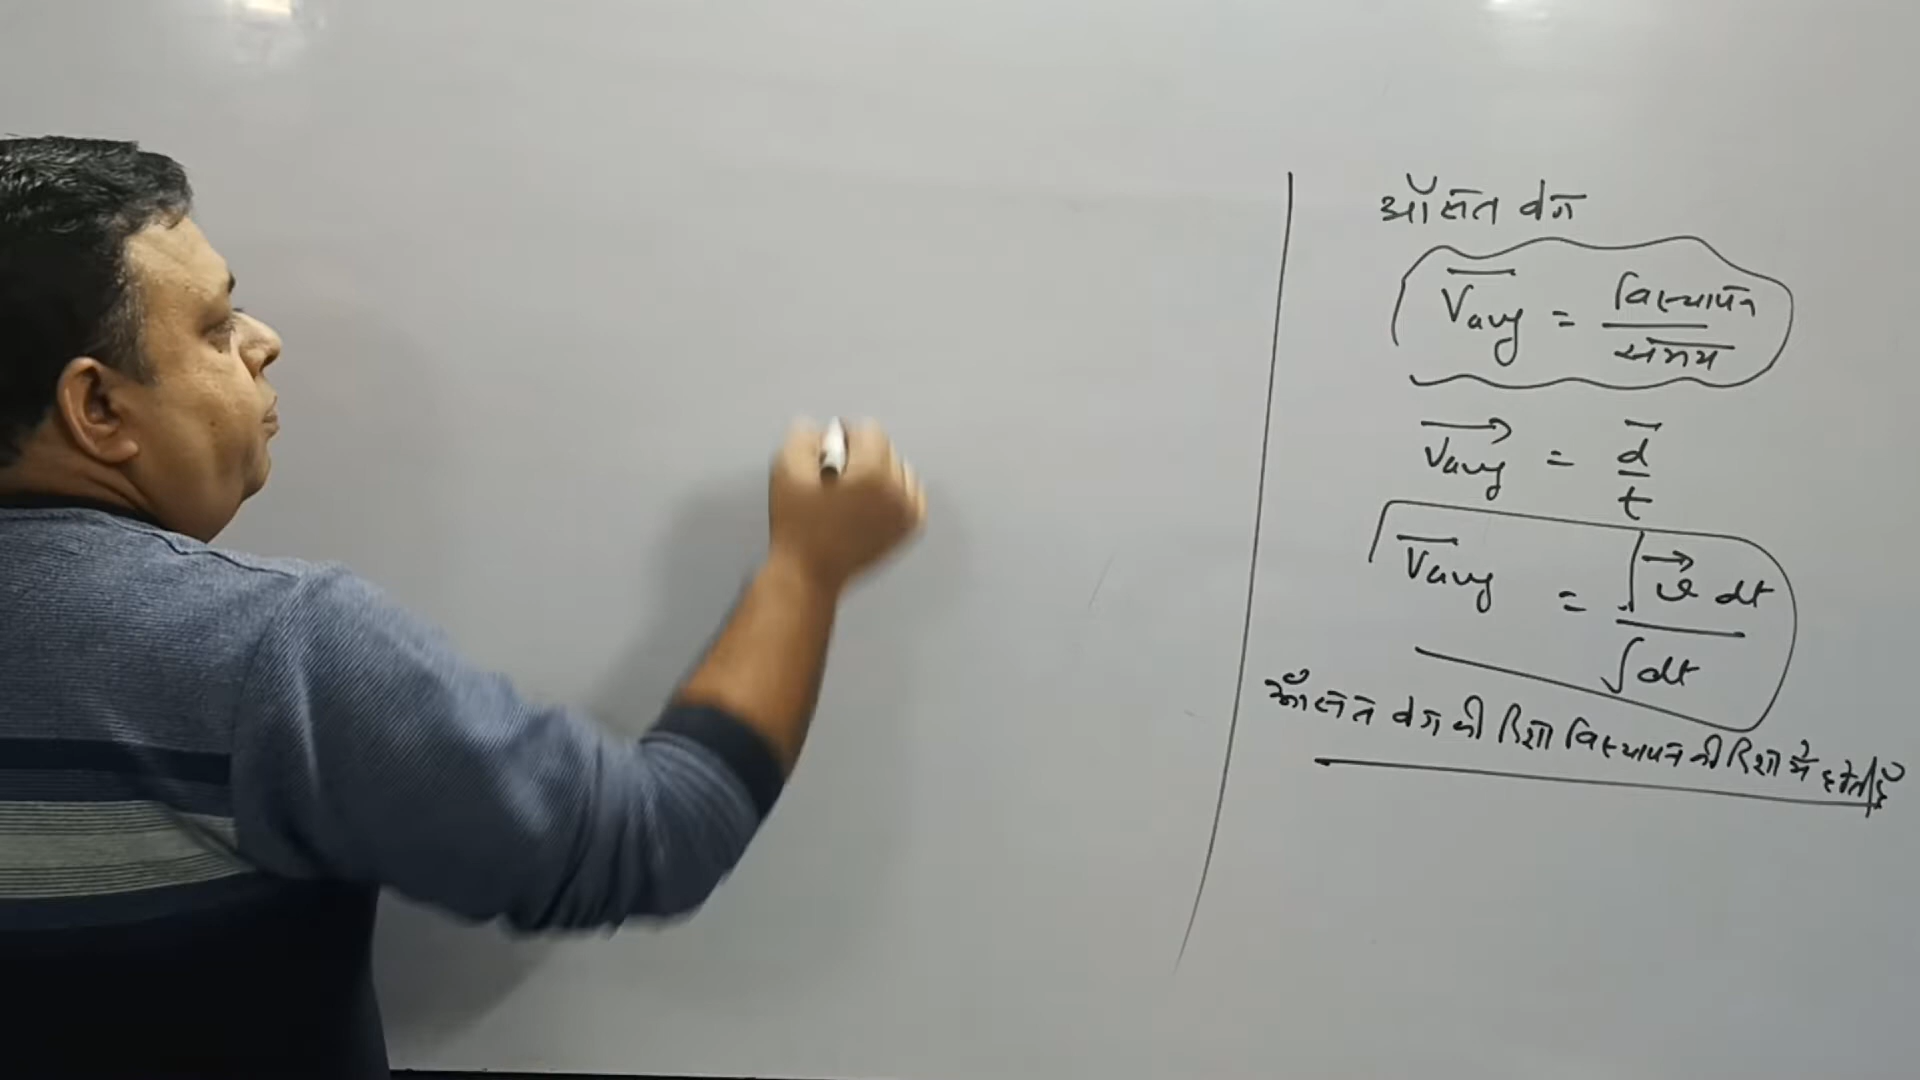 औसत वेग
V⃗avg = विस्थापन / समय
V⃗avg = d⃗ / t
V⃗avg = ∫v⃗ dt / ∫dt
औसत वेग की दिशा विस्थापन की दिशा में होती है